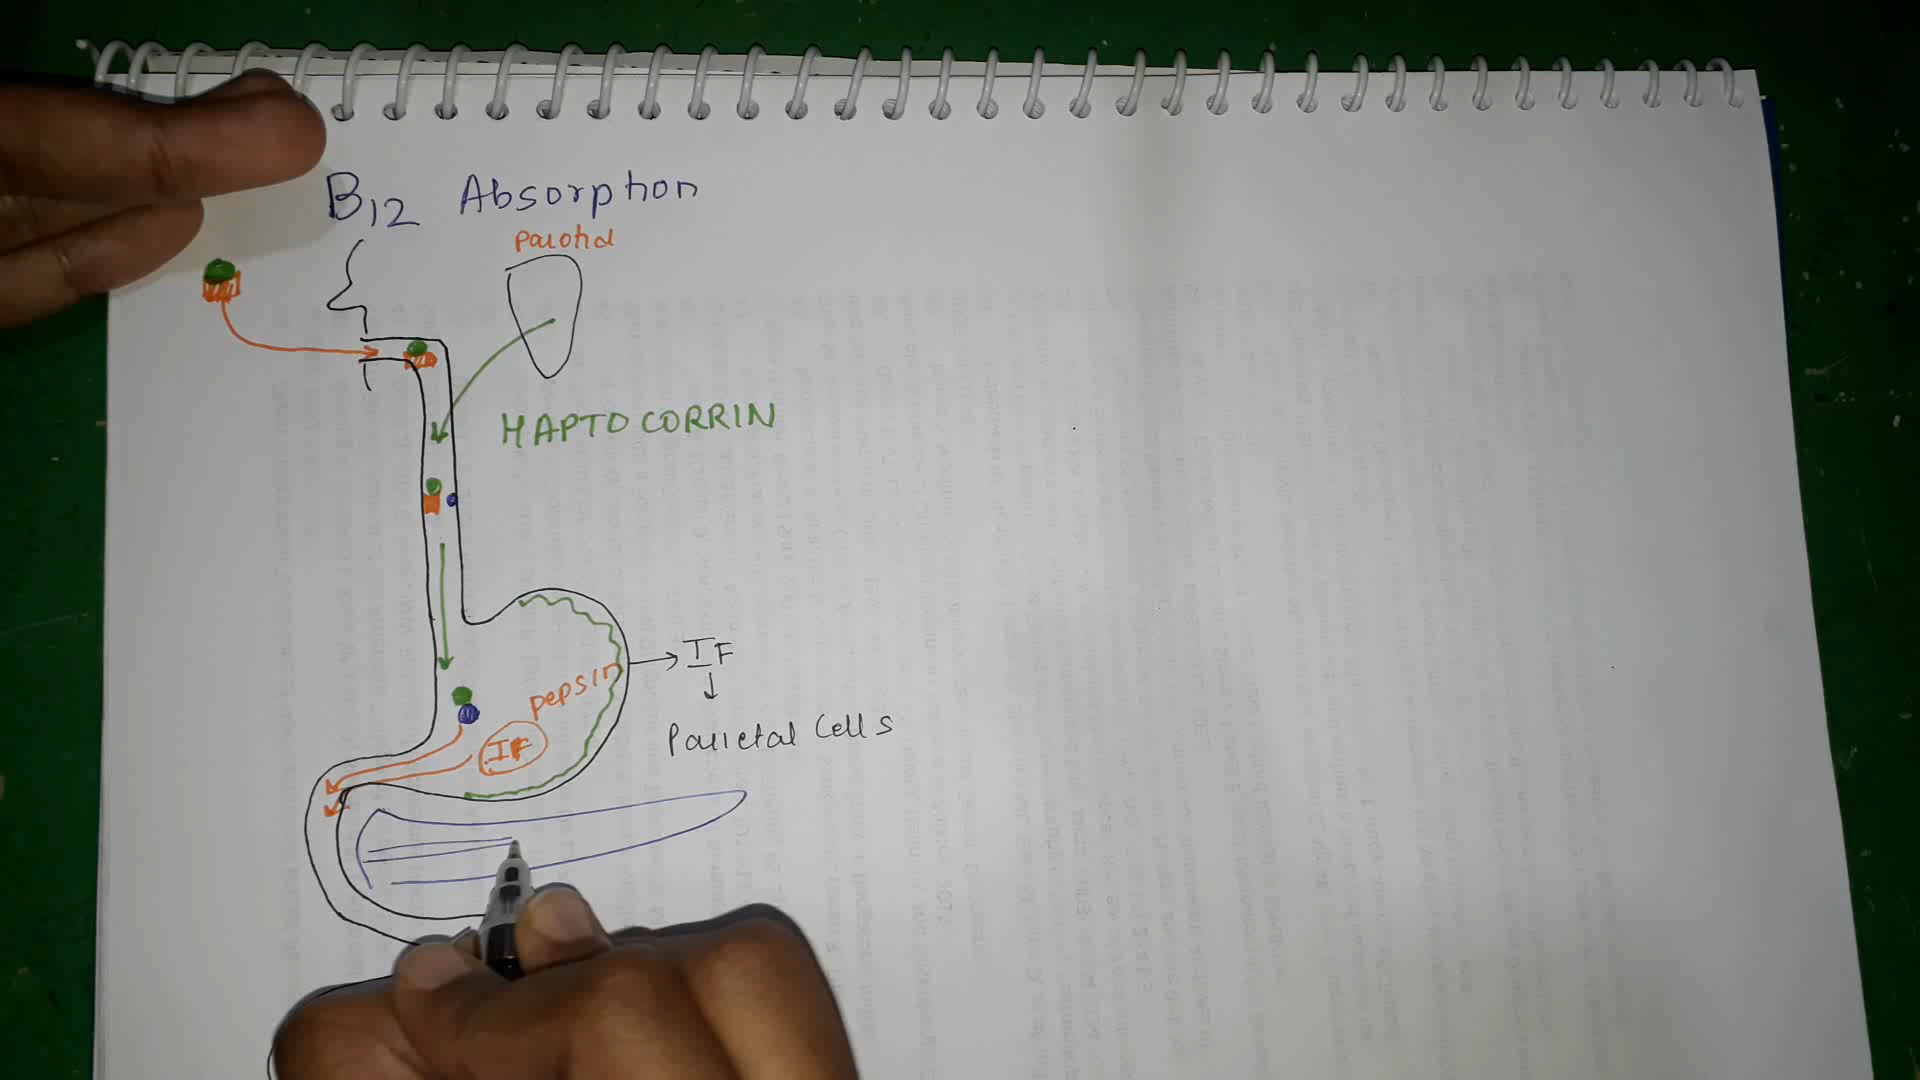 B12 Absorption
Parotid
HAPTOCORRIN
pepsin
IF
IF
Parietal Cells